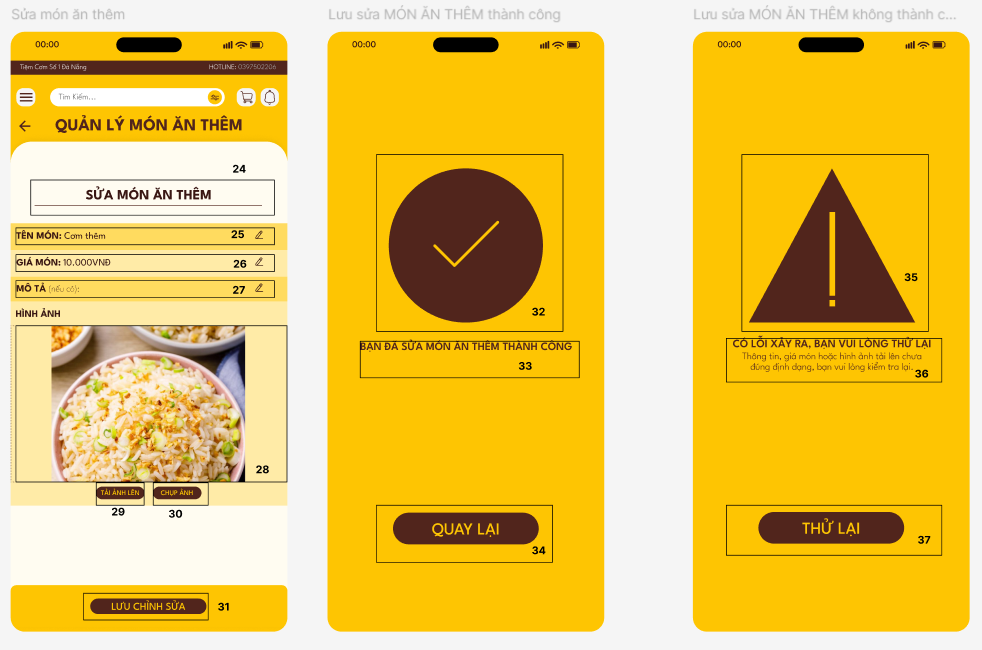 Sửa món ăn thêm
00:00
Tiệm Cơm Số 1 Đà Nẵng
HOTLINE: 0397502206
Tìm Kiếm...
QUẢN LÝ MÓN ĂN THÊM
24
SỬA MÓN ĂN THÊM
TÊN MÓN: Cơm thêm
25
GIÁ MÓN: 10.000VNĐ
26
MÔ TẢ (nếu có):
27
HÌNH ẢNH
28
TẢI ẢNH LÊN
CHỤP ẢNH
29
30
LƯU CHỈNH SỬA
31
Lưu sửa MÓN ĂN THÊM thành công
00:00
32
BẠN ĐÃ SỬA MÓN ĂN THÊM THÀNH CÔNG
33
QUAY LẠI
34
Lưu sửa MÓN ĂN THÊM không thành c...
00:00
35
CÓ LỖI XẢY RA, BẠN VUI LÒNG THỬ LẠI
Thông tin, giá món hoặc hình ảnh tải lên chưa
đúng định dạng, bạn vui lòng kiểm tra lại.
36
THỬ LẠI
37